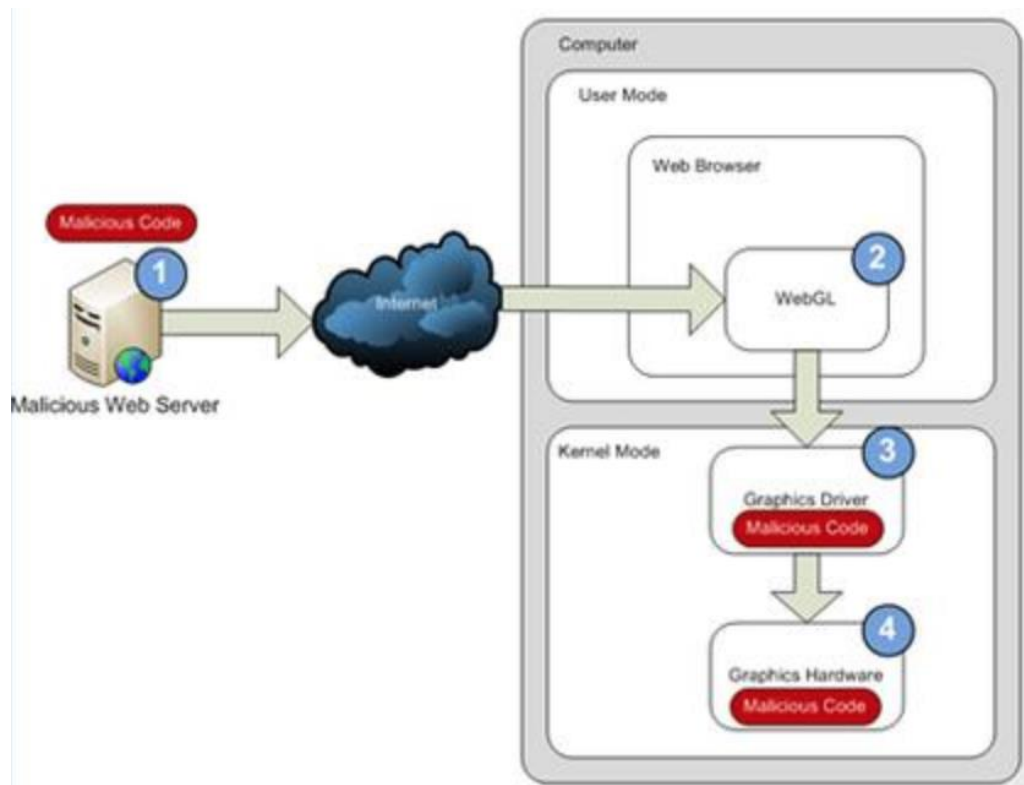 Computer
User Mode
Web Browser
Malicious Code
1
2
WebGL
Internet
Malicious Web Server
Kernel Mode
3
Graphics Driver
Malicious Code
4
Graphics Hardware
Malicious Code